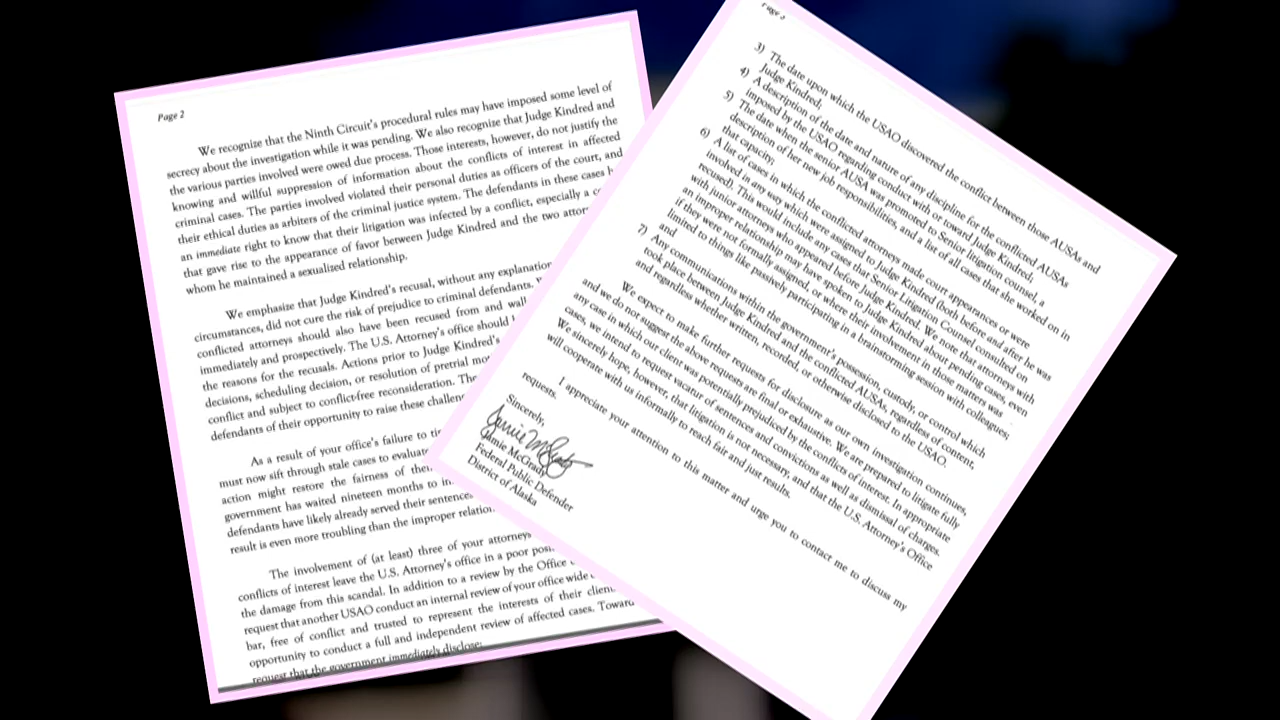 Page 2
We recognize that the Ninth Circuit's procedural rules may have imposed some level of
secrecy about the investigation while it was pending. We also recognize that Judge Kindred and
the various parties involved were owed due process. Those interests, however, do not justify the
knowing and willful suppression of information about the conflicts of interest in affected
criminal cases. The parties involved violated their personal duties as officers of the court, and
their ethical duties as arbiters of the criminal justice system. The defendants in these cases
an immediate right to know that their litigation was infected by a conflict, especially a
that gave rise to the appearance of favor between Judge Kindred and the two
whom he maintained a sexualized relationship.
We emphasize that Judge Kindred's recusal, without any explanation
circumstances, did not cure the risk of prejudice to criminal defendants.
conflicted attorneys should also have been recused from and
immediately and prospectively. The U.S. Attorney's office should
the reasons for the recusals. Actions prior to Judge Kindred's
decisions, scheduling decision, or resolution of pretrial
conflict and subject to conflict-free reconsideration. The
defendants of their opportunity to raise these
As a result of your office's failure to
must now sift through stale cases to evaluate
action might restore the fairness of
government has waited nineteen months to
defendants have likely already served their
result is even more troubling than the improper
The involvement of (at least) three of your attorneys
conflicts of interest leave the U.S. Attorney's office in a poor
the damage from this scandal. In addition to a review by the Office
request that another USAO conduct an internal review of your office wide
bar, free of conflict and trusted to represent the interests of their
opportunity to conduct a full and independent review of affected cases. Toward
request that the government immediately disclose:
Page 3
3) The date upon which the USAO discovered the conflict between those AUSAs and
Judge Kindred;
4) A description of the date and nature of any discipline for the conflicted AUSAs
imposed by the USAO regarding conduct with or toward Judge Kindred;
5) The date when the senior AUSA was promoted to Senior litigation counsel, a
description of her new job responsibilities, and a list of all cases that she worked on in
that capacity;
6) A list of cases in which the conflicted attorneys made court appearances or were
involved in any way which were assigned to Judge Kindred (both before and after he was
recused). This would include any cases that Senior Litigation Counsel consulted on
with junior attorneys who appeared before Judge Kindred. We note that attorneys with
an improper relationship may have spoken to Judge Kindred about pending cases, even
if they were not formally assigned, or where their involvement in those matters was
limited to things like passively participating in a brainstorming session with colleagues;
and
7) Any communications within the government's possession, custody, or control which
took place between Judge Kindred and the conflicted AUSAs, regardless of content,
and regardless whether written, recorded, or otherwise disclosed to the USAO.
We expect to make further requests for disclosure as our own investigation continues,
and we do not suggest the above requests are final or exhaustive. We are prepared to litigate fully
any case in which our client was potentially prejudiced by the conflicts of interest. In appropriate
cases, we intend to request vacatur of sentences and convictions as well as dismissal of charges.
We sincerely hope, however, that litigation is not necessary, and that the U.S. Attorney's Office
will cooperate with us informally to reach fair and just results.
I appreciate your attention to this matter and urge you to contact me to discuss my
requests.
Sincerely,
Jamie McGrady
Federal Public Defender
District of Alaska